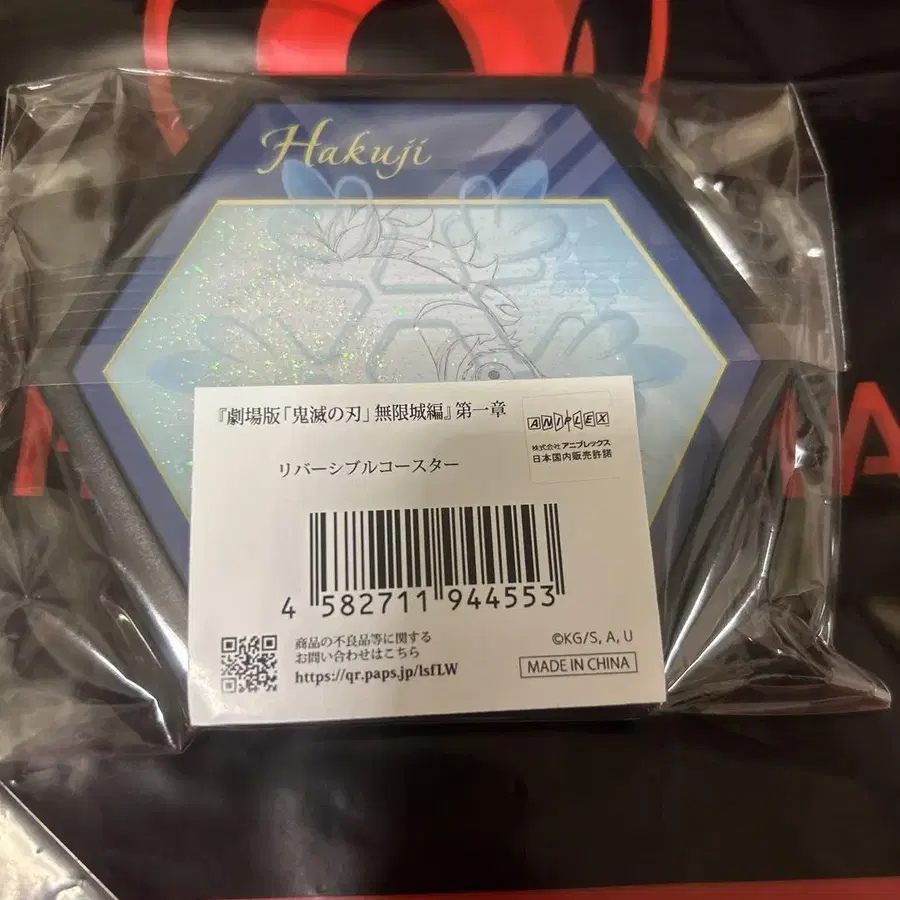 Hakuji
『劇場版「鬼滅の刃」無限城編』第一章
ANIPLEX
株式会社アニプレックス
日本国内販売許諾
リバーシブルコースター
4 582711 944553
商品の不良品等に関する
お問い合わせはこちら
https://qr.paps.jp/lsfLW
©KG/S, A, U
MADE IN CHINA